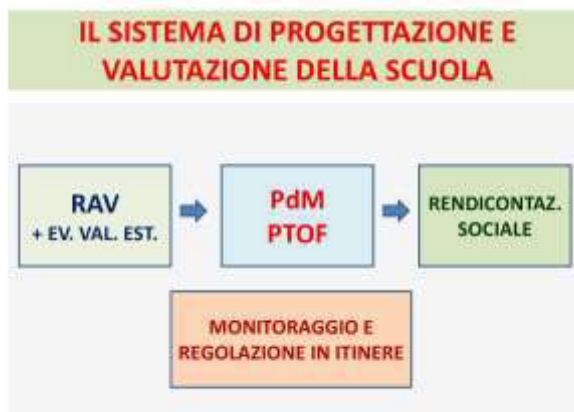 IL SISTEMA DI PROGETTAZIONE E
VALUTAZIONE DELLA SCUOLA
RAV
+ EV. VAL. EST.
PdM
PTOF
RENDICONTAZ.
SOCIALE
MONITORAGGIO E
REGOLAZIONE IN ITINERE